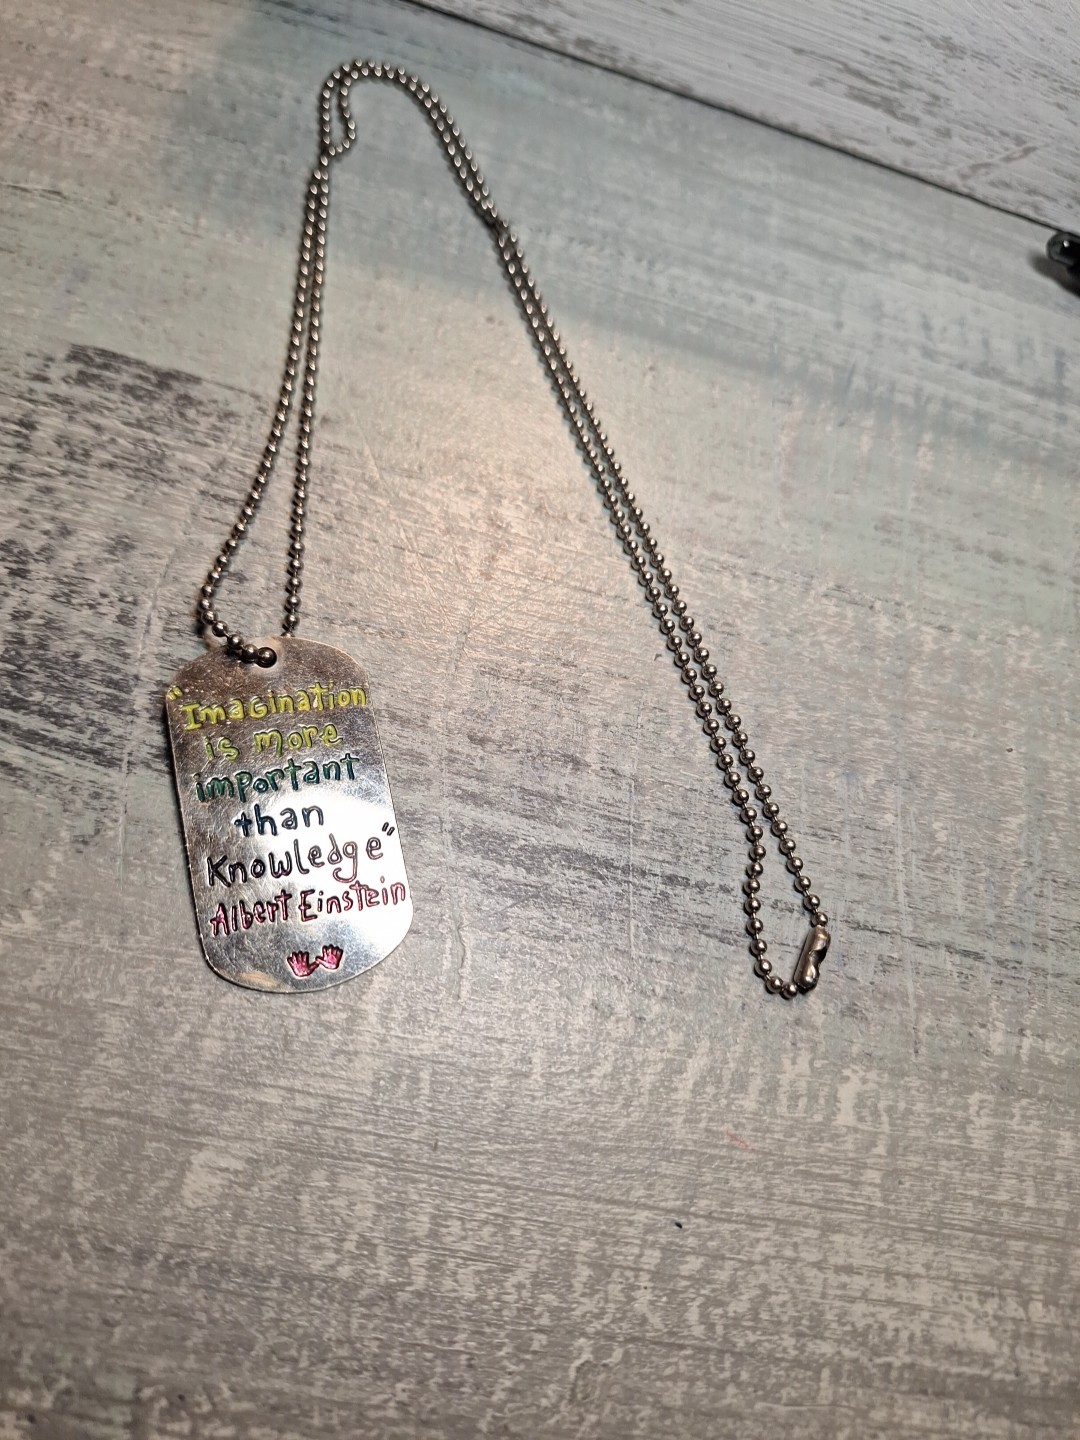 "Imagination
is more
important
than
Knowledge"
Albert Einstein